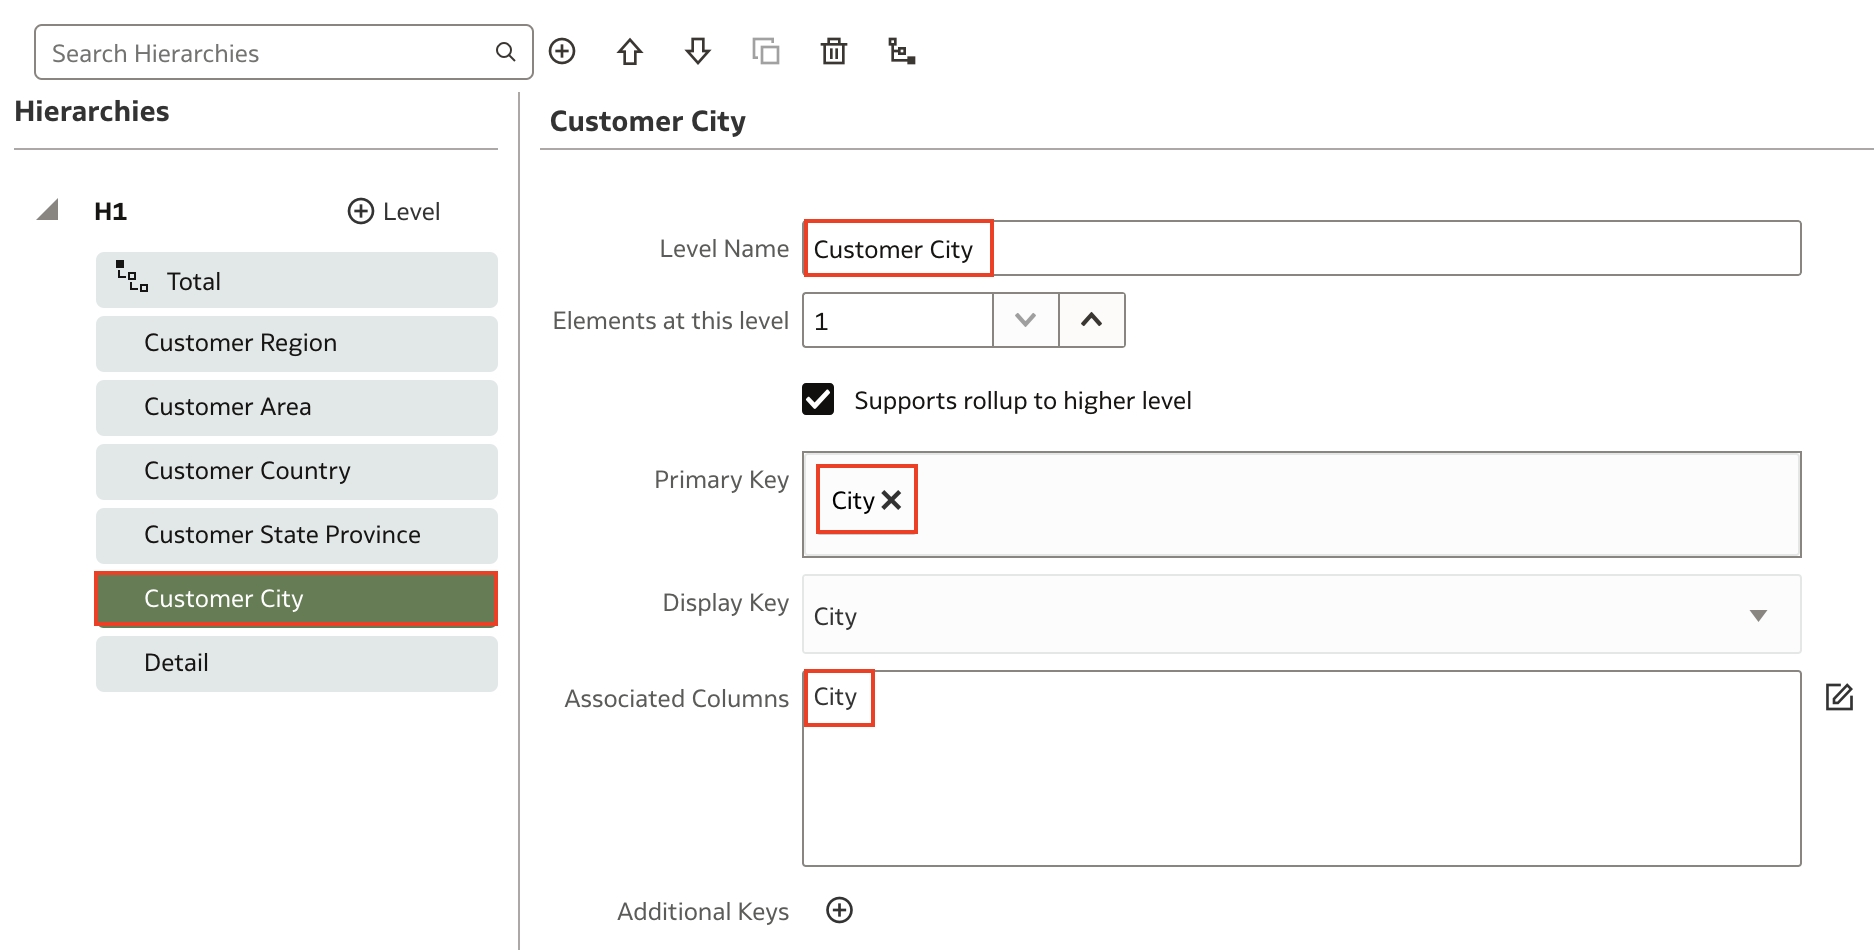 Search Hierarchies
Hierarchies
H1
Level
Total
Customer Region
Customer Area
Customer Country
Customer State Province
Customer City
Detail
Customer City
Level Name
Customer City
Elements at this level
1
Supports rollup to higher level
Primary Key
City
Display Key
City
Associated Columns
City
Additional Keys